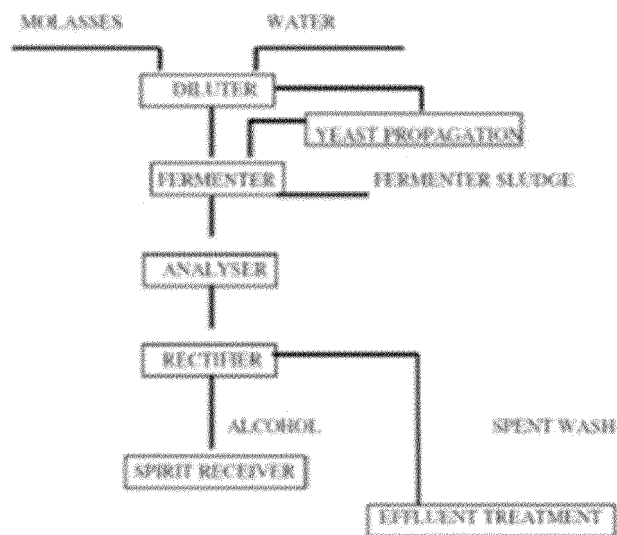 MOLASSES
WATER
DILUTER
YEAST PROPAGATION
FERMENTER
FERMENTER SLUDGE
ANALYSER
RECTIFIER
ALCOHOL
SPENT WASH
SPIRIT RECEIVER
EFFLUENT TREATMENT